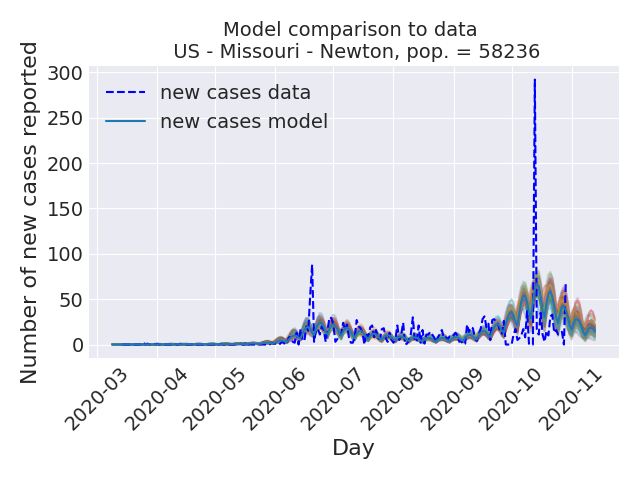 Model comparison to data
US - Missouri - Newton, pop. = 58236
Number of new cases reported
300
250
200
150
100
50
0
new cases data
new cases model
2020-03
2020-04
2020-05
2020-06
2020-07
2020-08
2020-09
2020-10
2020-11
Day